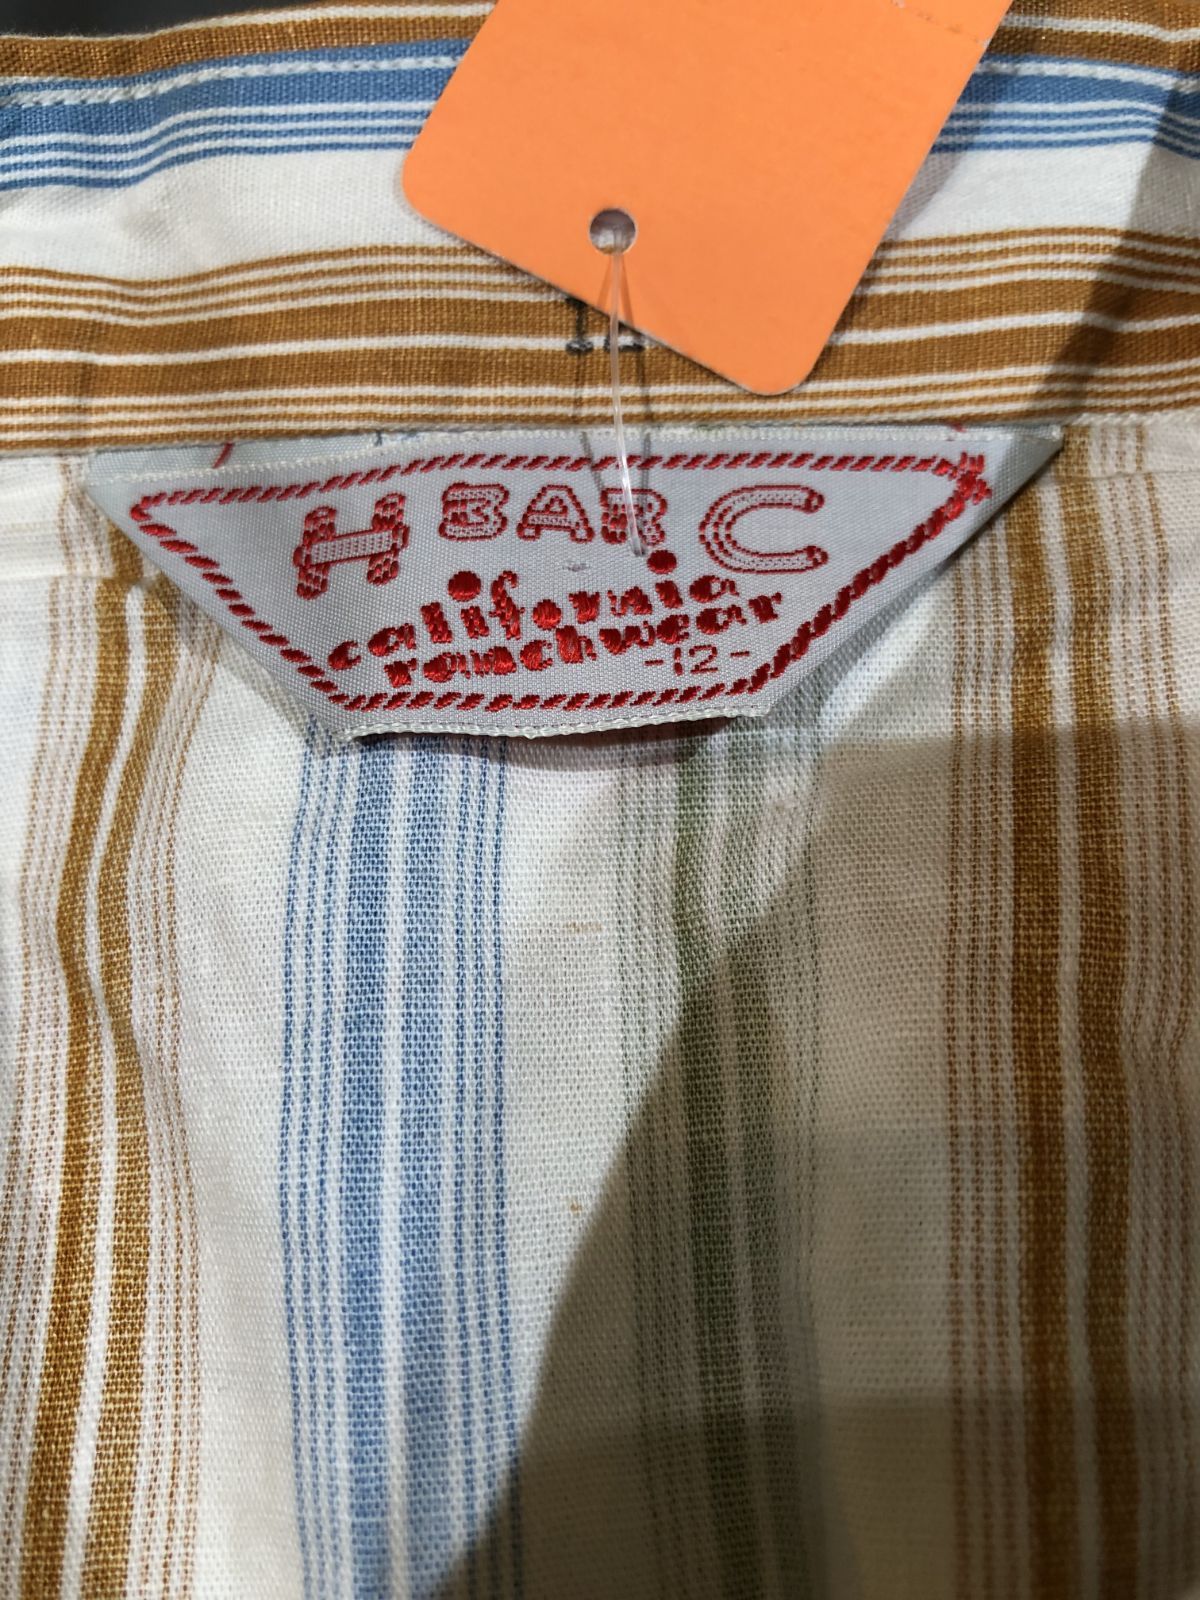 H BAR C
california
ranchwear
-12-